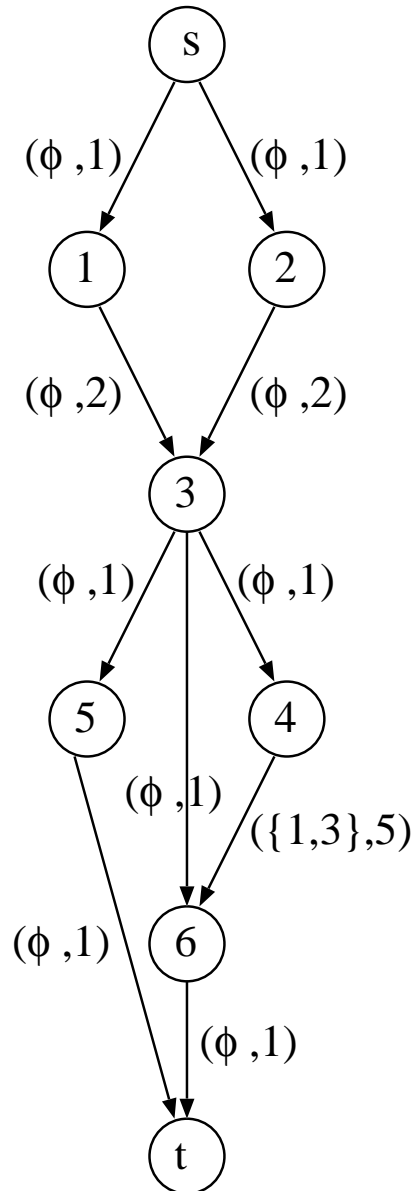 s
(ϕ ,1) (ϕ ,1)
1 2
(ϕ ,2) (ϕ ,2)
3
(ϕ ,1) (ϕ ,1)
5 4
(ϕ ,1) ({1,3},5)
6
(ϕ ,1)
(ϕ ,1)
t